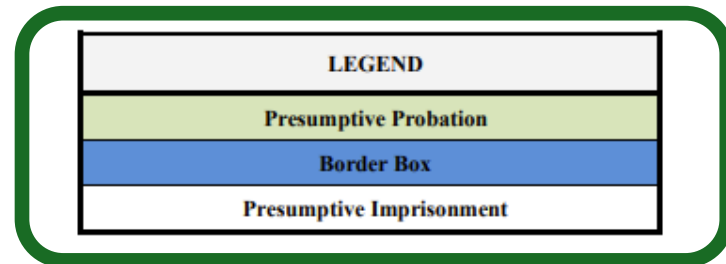 LEGEND
Presumptive Probation
Border Box
Presumptive Imprisonment